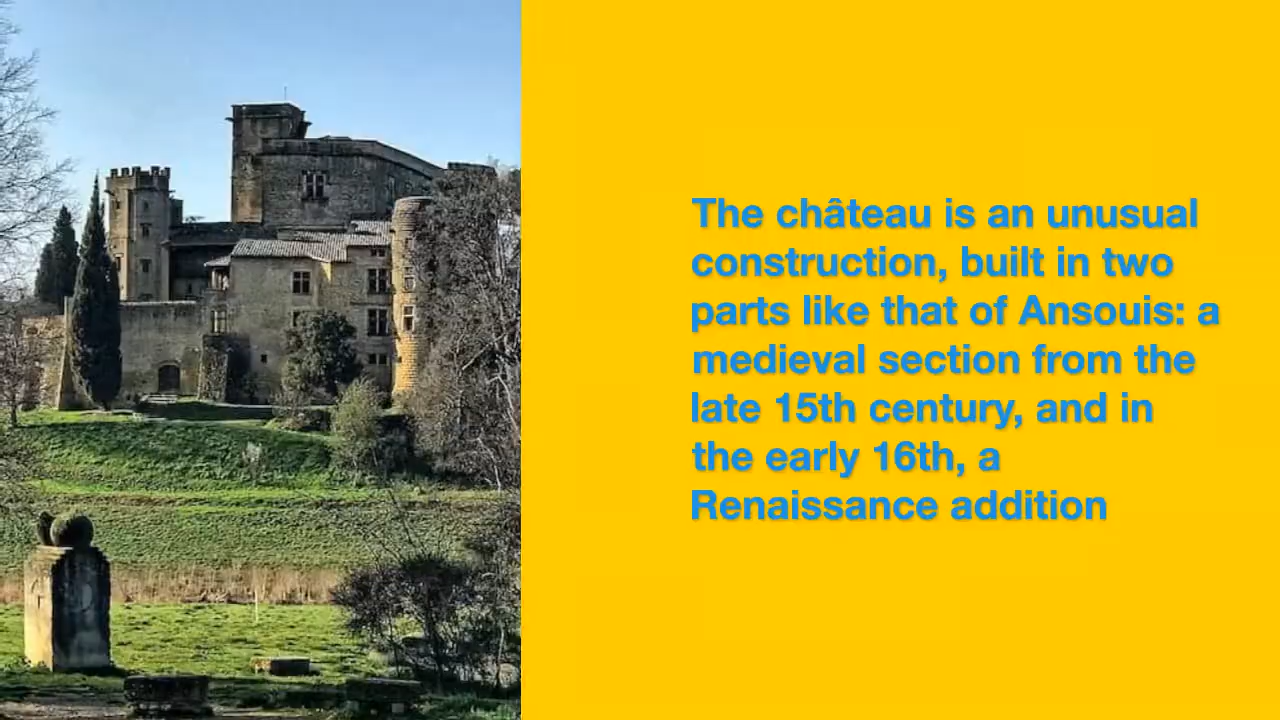 The château is an unusual
construction, built in two
parts like that of Ansouis: a
medieval section from the
late 15th century, and in
the early 16th, a
Renaissance addition